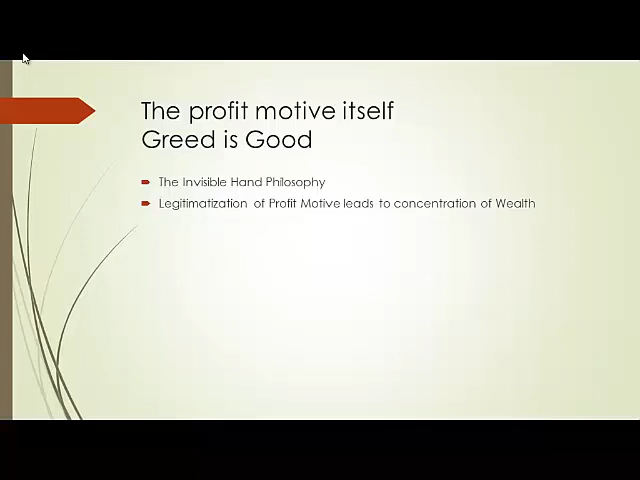 The profit motive itself
Greed is Good
The Invisible Hand Philosophy
Legitimatization of Profit Motive leads to concentration of Wealth